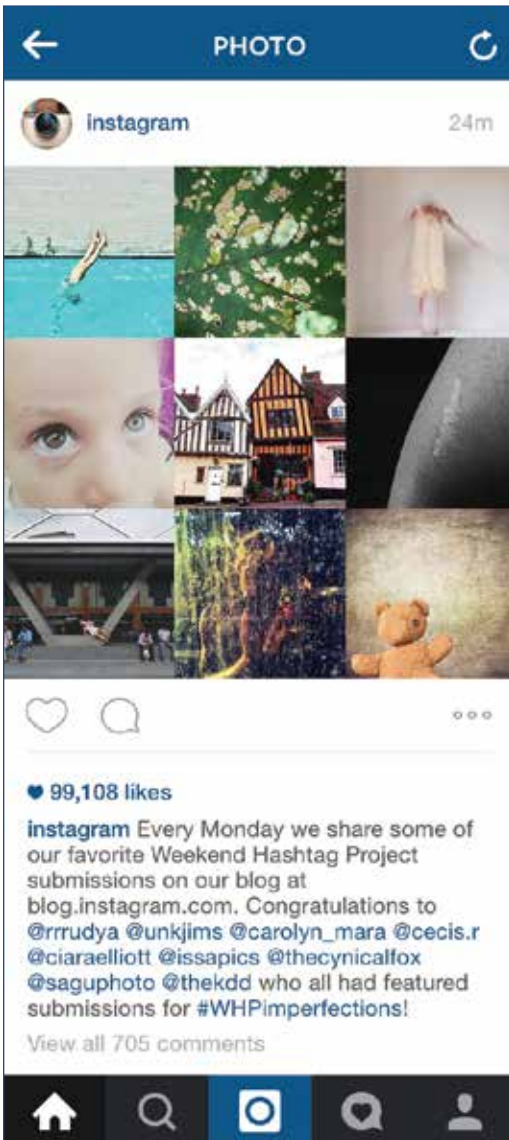 PHOTO
instagram 24m
99,108 likes
instagram Every Monday we share some of
our favorite Weekend Hashtag Project
submissions on our blog at
blog.instagram.com. Congratulations to
@rrrudya @unkjims @carolyn_mara @cecis.r
@ciaraelliott @issapics @thecynicalfox
@saguphoto @thekdd who all had featured
submissions for #WHPimperfections!
View all 705 comments